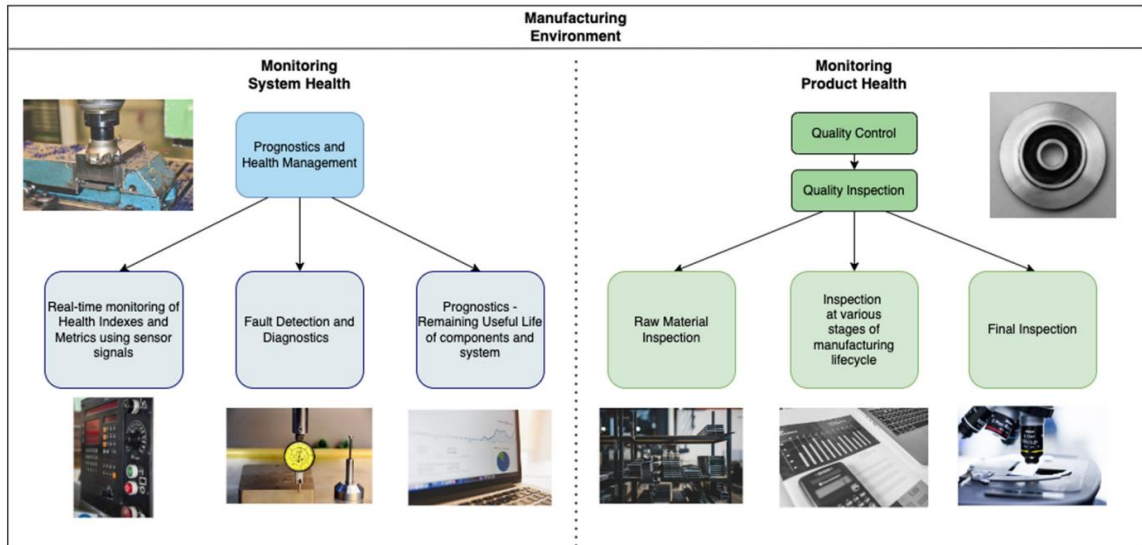 Manufacturing
Environment
Monitoring
System Health
Prognostics and
Health Management
Real-time monitoring of
Health Indexes and
Metrics using sensor
signals
Fault Detection and
Diagnostics
Prognostics -
Remaining Useful Life
of components and
system
Monitoring
Product Health
Quality Control
Quality Inspection
Raw Material
Inspection
Inspection
at various
stages of
manufacturing
lifecycle
Final Inspection